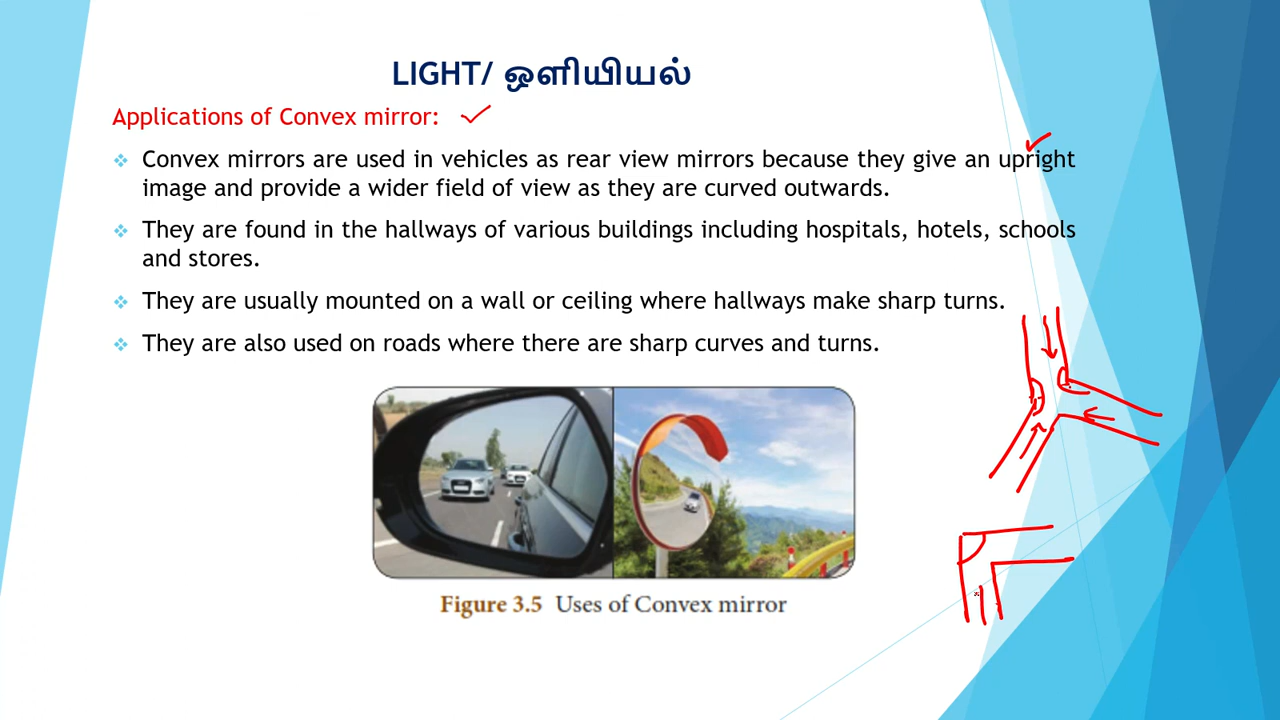 LIGHT/ ஒளியியல்
Applications of Convex mirror:
Convex mirrors are used in vehicles as rear view mirrors because they give an upright
image and provide a wider field of view as they are curved outwards.
They are found in the hallways of various buildings including hospitals, hotels, schools
and stores.
They are usually mounted on a wall or ceiling where hallways make sharp turns.
They are also used on roads where there are sharp curves and turns.
Figure 3.5 Uses of Convex mirror